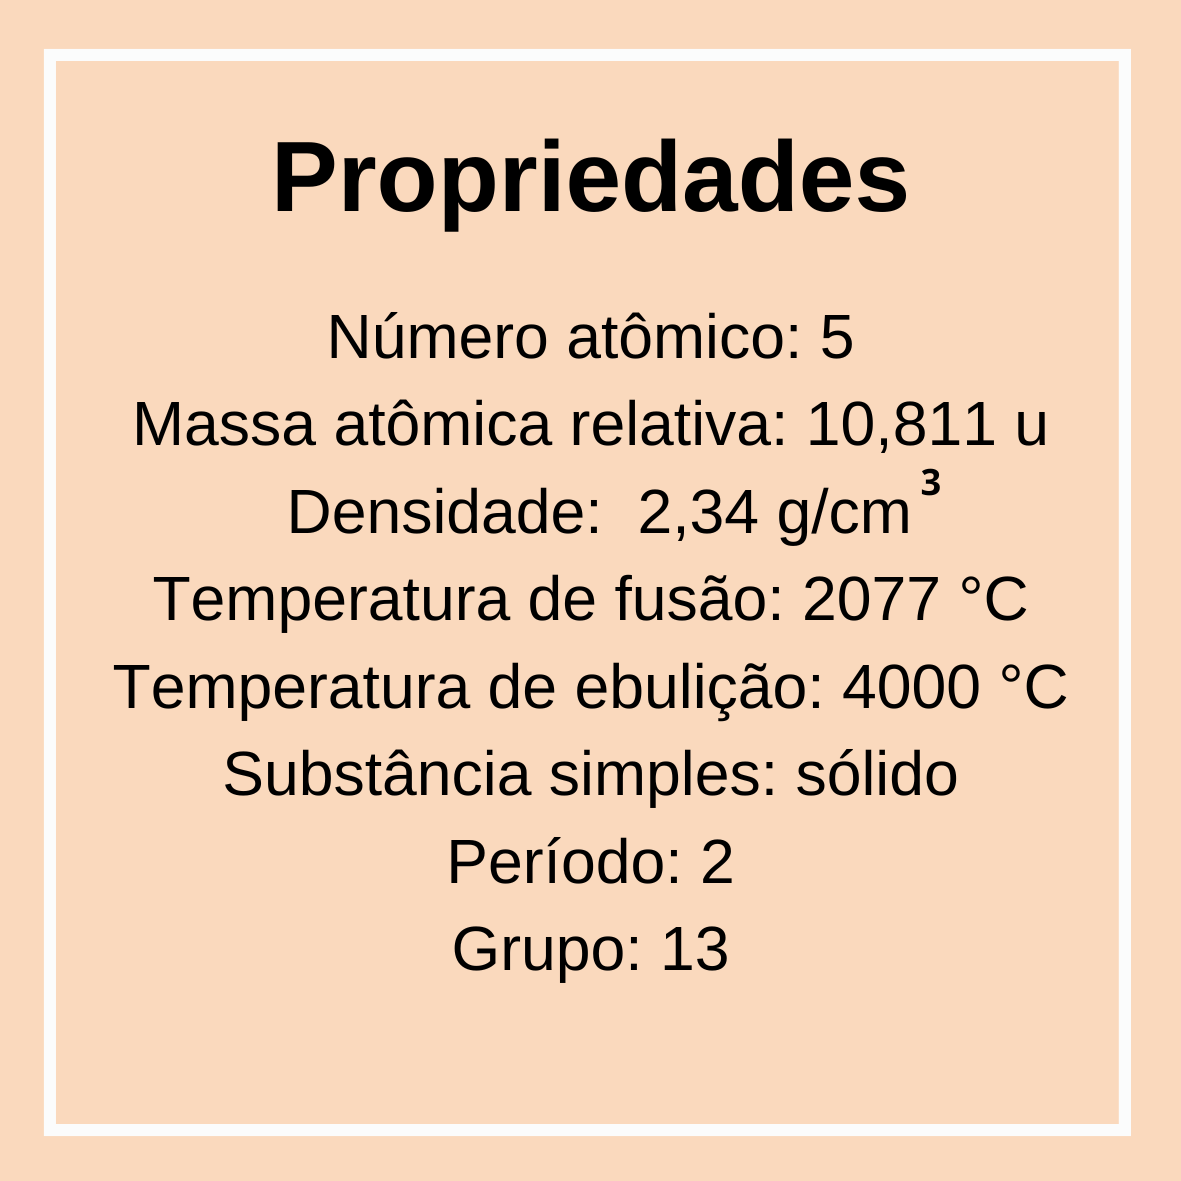 Propriedades
Número atômico: 5
Massa atômica relativa: 10,811 u
Densidade:  2,34 g/cm³
Temperatura de fusão: 2077 °C
Temperatura de ebulição: 4000 °C
Substância simples: sólido
Período: 2
Grupo: 13